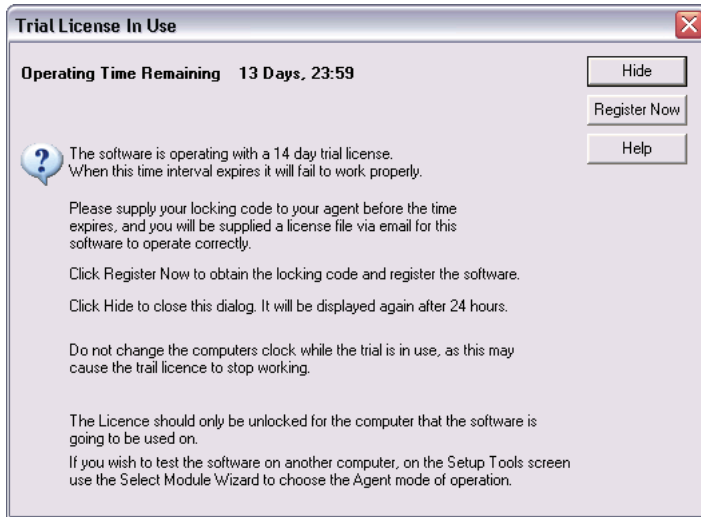 Trial License In Use
Operating Time Remaining 13 Days, 23:59
Hide
Register Now
Help
The software is operating with a 14 day trial license.
When this time interval expires it will fail to work properly.
Please supply your locking code to your agent before the time
expires, and you will be supplied a license file via email for this
software to operate correctly.
Click Register Now to obtain the locking code and register the software.
Click Hide to close this dialog. It will be displayed again after 24 hours.
Do not change the computers clock while the trial is in use, as this may
cause the trail licence to stop working.
The Licence should only be unlocked for the computer that the software is
going to be used on.
If you wish to test the software on another computer, on the Setup Tools screen
use the Select Module Wizard to choose the Agent mode of operation.